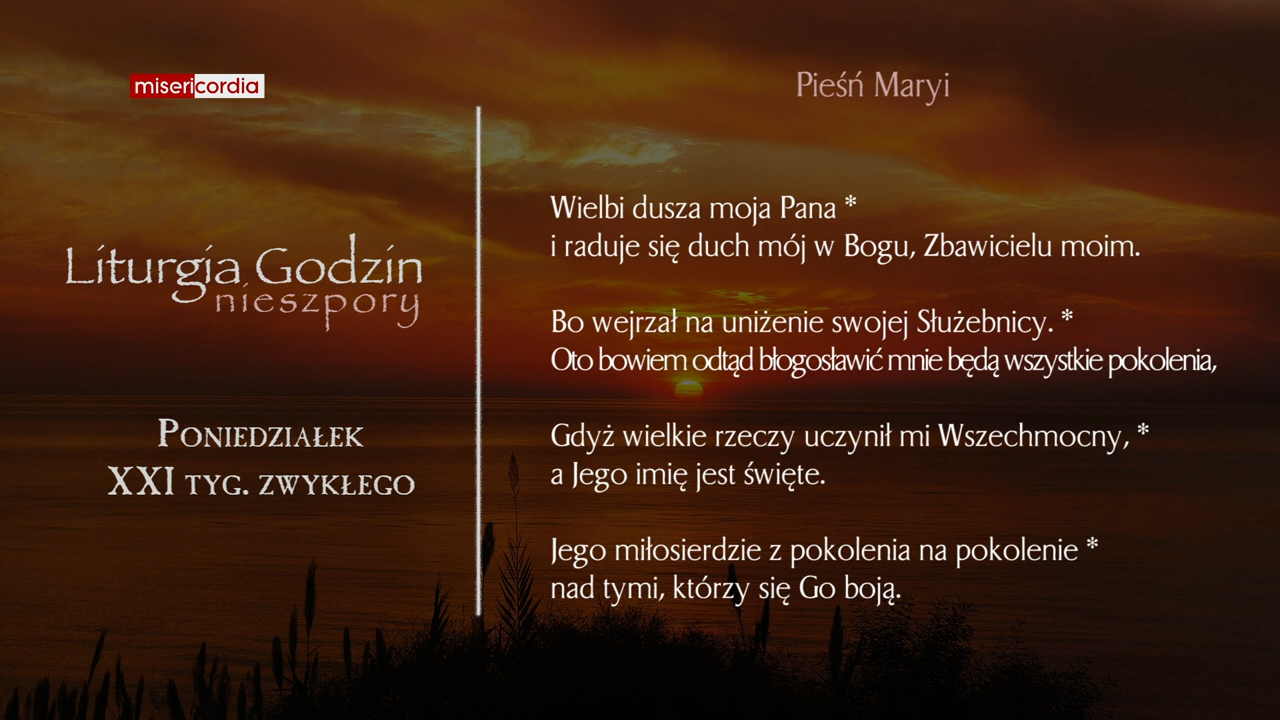 misericordia
Liturgia Godzin
nieszpory
Poniedziałek
XXI tyg. zwykłego
Pieśń Maryi
Wielbi dusza moja Pana *
i raduje się duch mój w Bogu, Zbawicielu moim.
Bo wejrzał na uniżenie swojej Służebnicy. *
Oto bowiem odtąd błogosławić mnie będą wszystkie pokolenia,
Gdyż wielkie rzeczy uczynił mi Wszechmocny, *
a Jego imię jest święte.
Jego miłosierdzie z pokolenia na pokolenie *
nad tymi, którzy się Go boją.